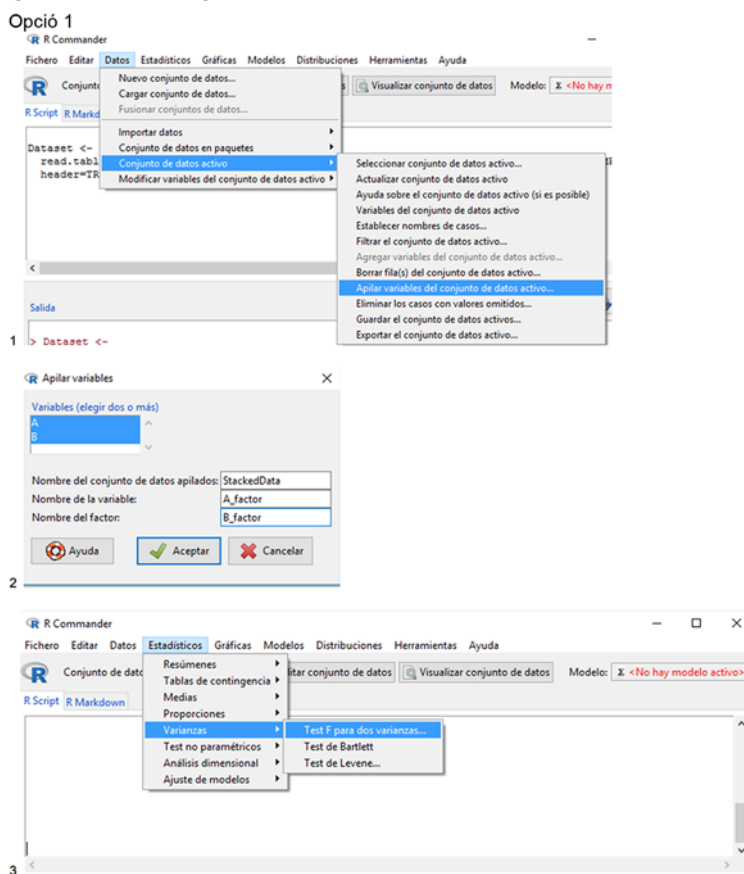 Opció 1
R Commander
Fichero Editar Datos Estadísticos Gráficas Modelos Distribuciones Herramientas Ayuda
Nuevo conjunto de datos...
Cargar conjunto de datos...
Fusionar conjuntos de datos...
Visualizar conjunto de datos Modelo: Σ <No hay
R Script
Importar datos
Conjunto de datos en paquetes
Conjunto de datos activo
Modificar variables del conjunto de datos activo
Dataset <-
Seleccionar conjunto de datos activo...
Actualizar conjunto de datos activo
Ayuda sobre el conjunto de datos activo (si es posible)
Variables del conjunto de datos activo
Establecer nombres de casos...
Filtrar el conjunto de datos activo...
Agregar variables del conjunto de datos activo...
Borrar fila(s) del conjunto de datos activo...
Apilar variables del conjunto de datos activo...
Eliminar los casos con valores omitidos...
Guardar el conjunto de datos activos...
Exportar el conjunto de datos activo...
Salida
1 > Dataset <-
Apilar variables
Variables (elegir dos o más)
A
B
Nombre del conjunto de datos apilados: StackedData
Nombre de la variable: A_factor
Nombre del factor: B_factor
Ayuda Aceptar Cancelar
2
R Commander
Fichero Editar Datos Estadísticos Gráficas Modelos Distribuciones Herramientas Ayuda
Conjunto de conjunto de datos Visualizar conjunto de datos Modelo: Σ <No hay modelo activo>
R Script R Markdown
Resúmenes
Tablas de contingencia
Medias
Proporciones
Varianzas
Test no paramétricos
Análisis dimensional
Ajuste de modelos
Test F para dos varianzas...
Test de Bartlett
Test de Levene...
3